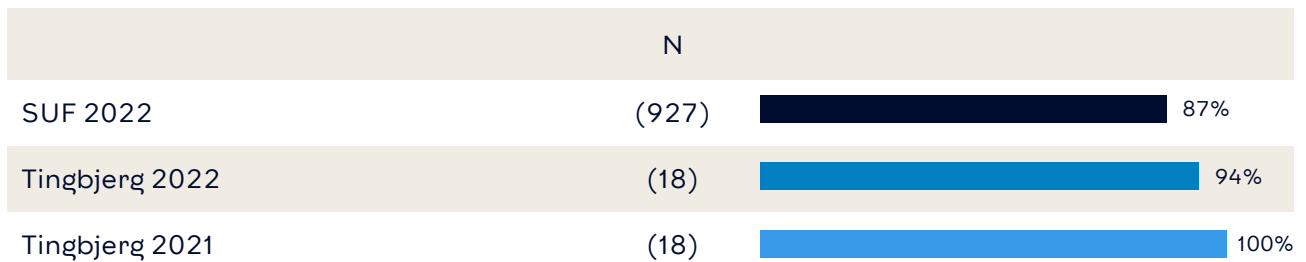 N
SUF 2022 (927) 87%
Tingbjerg 2022 (18) 94%
Tingbjerg 2021 (18) 100%